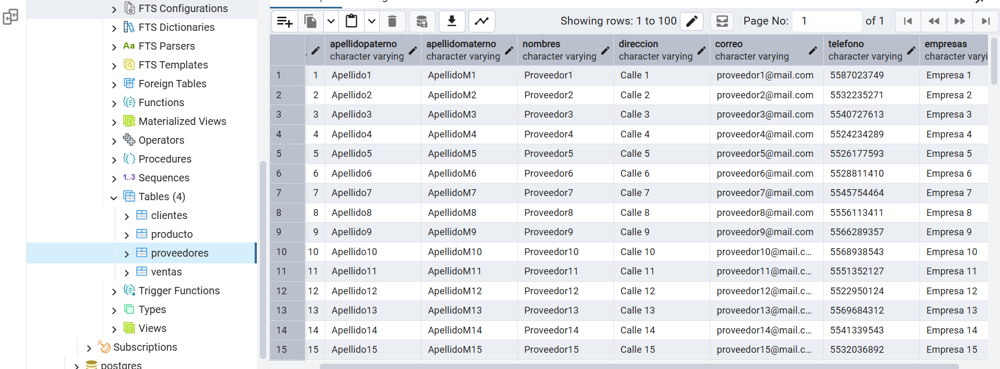 FTS Configurations
FTS Dictionaries
Aa FTS Parsers
FTS Templates
Foreign Tables
Functions
Materialized Views
Operators
Procedures
1..3 Sequences
Tables (4)
clientes
producto
proveedores
ventas
Trigger Functions
Types
Views
Subscriptions
postgres
Showing rows: 1 to 100 Page No: 1 of 1
apellidopaterno apellidomaterno nombres direccion correo telefono empresas
character varying character varying character varying character varying character varying character varying character varyi
1 1 Apellido1 ApellidoM1 Proveedor1 Calle 1 proveedor1@mail.com 5587023749 Empresa 1
2 2 Apellido2 ApellidoM2 Proveedor2 Calle 2 proveedor2@mail.com 5532235271 Empresa 2
3 3 Apellido3 ApellidoM3 Proveedor3 Calle 3 proveedor3@mail.com 5540727613 Empresa 3
4 4 Apellido4 ApellidoM4 Proveedor4 Calle 4 proveedor4@mail.com 5524234289 Empresa 4
5 5 Apellido5 ApellidoM5 Proveedor5 Calle 5 proveedor5@mail.com 5526177593 Empresa 5
6 6 Apellido6 ApellidoM6 Proveedor6 Calle 6 proveedor6@mail.com 5528811410 Empresa 6
7 7 Apellido7 ApellidoM7 Proveedor7 Calle 7 proveedor7@mail.com 5545754464 Empresa 7
8 8 Apellido8 ApellidoM8 Proveedor8 Calle 8 proveedor8@mail.com 5556113411 Empresa 8
9 9 Apellido9 ApellidoM9 Proveedor9 Calle 9 proveedor9@mail.com 5566289357 Empresa 9
10 10 Apellido10 ApellidoM10 Proveedor10 Calle 10 proveedor10@mail.c... 5568938543 Empresa 10
11 11 Apellido11 ApellidoM11 Proveedor11 Calle 11 proveedor11@mail.c... 5551352127 Empresa 11
12 12 Apellido12 ApellidoM12 Proveedor12 Calle 12 proveedor12@mail.c... 5522950124 Empresa 12
13 13 Apellido13 ApellidoM13 Proveedor13 Calle 13 proveedor13@mail.c... 5569684312 Empresa 13
14 14 Apellido14 ApellidoM14 Proveedor14 Calle 14 proveedor14@mail.c... 5541339543 Empresa 14
15 15 Apellido15 ApellidoM15 Proveedor15 Calle 15 proveedor15@mail.c... 5532036892 Empresa 15